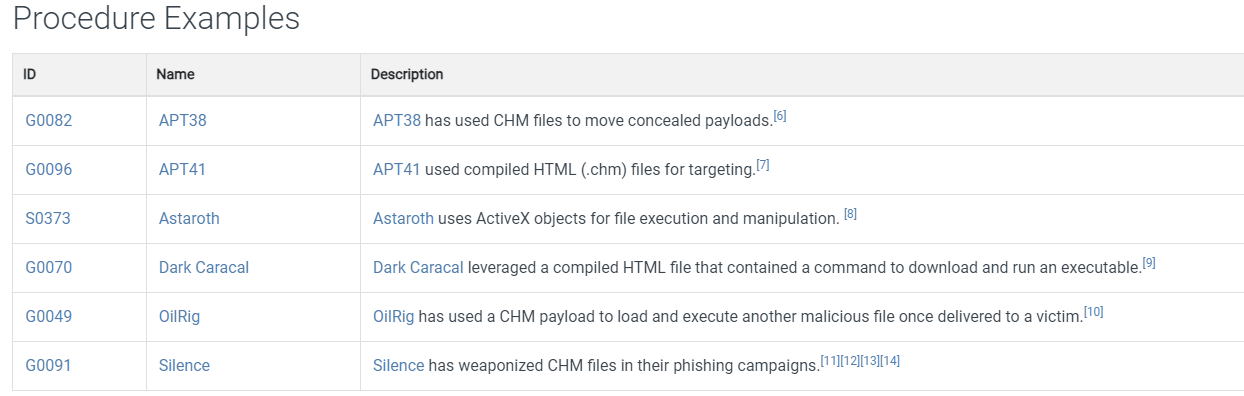 Procedure Examples
ID Name Description
G0082 APT38 APT38 has used CHM files to move concealed payloads.[6]
G0096 APT41 APT41 used compiled HTML (.chm) files for targeting.[7]
S0373 Astaroth Astaroth uses ActiveX objects for file execution and manipulation. [8]
G0070 Dark Caracal Dark Caracal leveraged a compiled HTML file that contained a command to download and run an executable.[9]
G0049 OilRig OilRig has used a CHM payload to load and execute another malicious file once delivered to a victim.[10]
G0091 Silence Silence has weaponized CHM files in their phishing campaigns.[11][12][13][14]